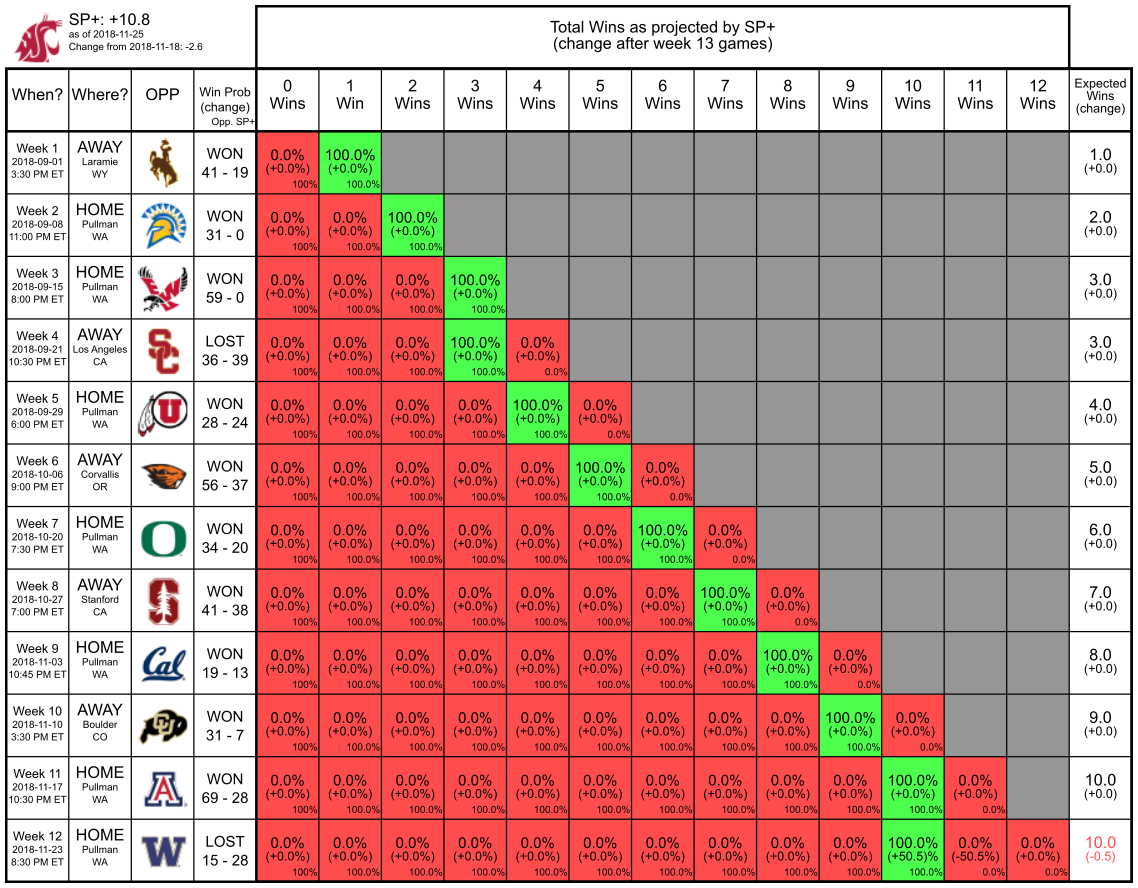 SP+: +10.8
as of 2018-11-25
Change from 2018-11-18: -2.6
Total Wins as projected by SP+
(change after week 13 games)
When? Where? OPP Win Prob (change) Opp. SP+ 0 Wins 1 Win 2 Wins 3 Wins 4 Wins 5 Wins 6 Wins 7 Wins 8 Wins 9 Wins 10 Wins 11 Wins 12 Wins Expected Wins (change)
Week 1 AWAY WON 0.0% 100.0% 1.0
2018-09-01 Laramie (+0.0%) (+0.0%) (+0.0)
3:30 PM ET WY 41 - 19 100% 100.0%
Week 2 HOME WON 0.0% 0.0% 100.0% 2.0
2018-09-08 Pullman (+0.0%) (+0.0%) (+0.0%) (+0.0)
11:00 PM ET WA 31 - 0 100% 100.0% 100.0%
Week 3 HOME WON 0.0% 0.0% 0.0% 100.0% 3.0
2018-09-15 Pullman (+0.0%) (+0.0%) (+0.0%) (+0.0%) (+0.0)
8:00 PM ET WA 59 - 0 100% 100.0% 100.0% 100.0%
Week 4 AWAY LOST 0.0% 0.0% 0.0% 100.0% 0.0% 3.0
2018-09-21 Los Angeles SC (+0.0%) (+0.0%) (+0.0%) (+0.0%) (+0.0%) (+0.0)
10:30 PM ET CA 36 - 39 100% 100.0% 100.0% 100.0% 0.0%
Week 5 HOME WON 0.0% 0.0% 0.0% 0.0% 100.0% 0.0% 4.0
2018-09-29 Pullman U (+0.0%) (+0.0%) (+0.0%) (+0.0%) (+0.0%) (+0.0%) (+0.0)
6:00 PM ET WA 28 - 24 100% 100.0% 100.0% 100.0% 100.0% 0.0%
Week 6 AWAY WON 0.0% 0.0% 0.0% 0.0% 0.0% 100.0% 0.0% 5.0
2018-10-06 Corvallis (+0.0%) (+0.0%) (+0.0%) (+0.0%) (+0.0%) (+0.0%) (+0.0%) (+0.0)
9:00 PM ET OR 56 - 37 100% 100.0% 100.0% 100.0% 100.0% 100.0% 0.0%
Week 7 HOME WON 0.0% 0.0% 0.0% 0.0% 0.0% 0.0% 100.0% 0.0% 6.0
2018-10-20 Pullman O (+0.0%) (+0.0%) (+0.0%) (+0.0%) (+0.0%) (+0.0%) (+0.0%) (+0.0%) (+0.0)
7:30 PM ET WA 34 - 20 100% 100.0% 100.0% 100.0% 100.0% 100.0% 100.0% 0.0%
Week 8 AWAY WON 0.0% 0.0% 0.0% 0.0% 0.0% 0.0% 0.0% 100.0% 0.0% 7.0
2018-10-27 Stanford S (+0.0%) (+0.0%) (+0.0%) (+0.0%) (+0.0%) (+0.0%) (+0.0%) (+0.0%) (+0.0%) (+0.0)
7:00 PM ET CA 41 - 38 100% 100.0% 100.0% 100.0% 100.0% 100.0% 100.0% 100.0% 0.0%
Week 9 HOME WON 0.0% 0.0% 0.0% 0.0% 0.0% 0.0% 0.0% 0.0% 100.0% 0.0% 8.0
2018-11-03 Pullman Cal (+0.0%) (+0.0%) (+0.0%) (+0.0%) (+0.0%) (+0.0%) (+0.0%) (+0.0%) (+0.0%) (+0.0%) (+0.0)
10:45 PM ET WA 19 - 13 100% 100.0% 100.0% 100.0% 100.0% 100.0% 100.0% 100.0% 100.0% 0.0%
Week 10 AWAY WON 0.0% 0.0% 0.0% 0.0% 0.0% 0.0% 0.0% 0.0% 0.0% 100.0% 0.0% 9.0
2018-11-10 Boulder CU (+0.0%) (+0.0%) (+0.0%) (+0.0%) (+0.0%) (+0.0%) (+0.0%) (+0.0%) (+0.0%) (+0.0%) (+0.0%) (+0.0)
3:30 PM ET CO 31 - 7 100% 100.0% 100.0% 100.0% 100.0% 100.0% 100.0% 100.0% 100.0% 100.0% 0.0%
Week 11 HOME WON 0.0% 0.0% 0.0% 0.0% 0.0% 0.0% 0.0% 0.0% 0.0% 0.0% 100.0% 0.0% 10.0
2018-11-17 Pullman A (+0.0%) (+0.0%) (+0.0%) (+0.0%) (+0.0%) (+0.0%) (+0.0%) (+0.0%) (+0.0%) (+0.0%) (+0.0%) (+0.0%) (+0.0)
10:30 PM ET WA 69 - 28 100% 100.0% 100.0% 100.0% 100.0% 100.0% 100.0% 100.0% 100.0% 100.0% 100.0% 0.0%
Week 12 HOME LOST 0.0% 0.0% 0.0% 0.0% 0.0% 0.0% 0.0% 0.0% 0.0% 0.0% 100.0% 0.0% 0.0% 10.0
2018-11-23 Pullman W (+0.0%) (+0.0%) (+0.0%) (+0.0%) (+0.0%) (+0.0%) (+0.0%) (+0.0%) (+0.0%) (+0.0%) (+50.5)% (-50.5%) (+0.0%) (-0.5)
8:30 PM ET WA 15 - 28 100% 100.0% 100.0% 100.0% 100.0% 100.0% 100.0% 100.0% 100.0% 100.0% 100.0% 0.0% 0.0%